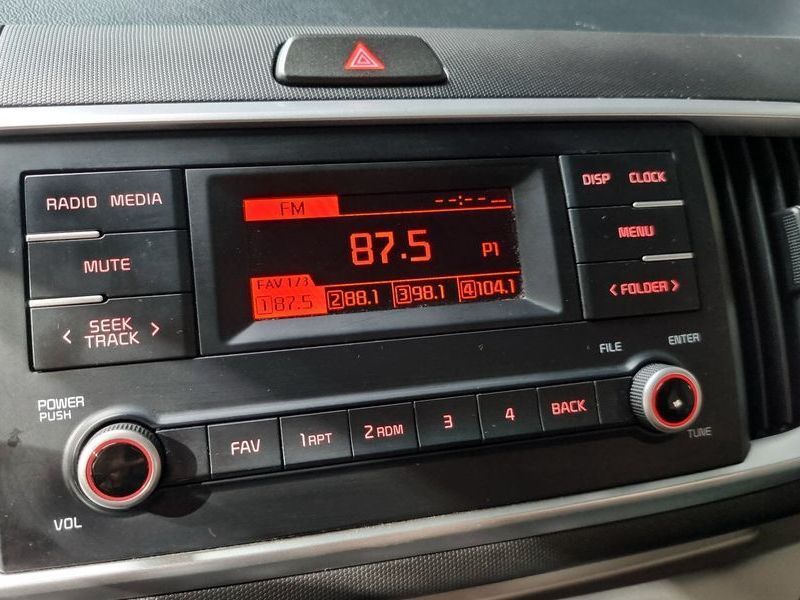 FM --:--
87.5 P1
FAV 1/3
1 87.5 2 88.1 3 98.1 4 104.1
RADIO MEDIA
MUTE
< SEEK >
TRACK
DISP CLOCK
MENU
< FOLDER >
POWER
PUSH
VOL
FAV 1 RPT 2 RDM 3 4 BACK
FILE
ENTER
TUNE